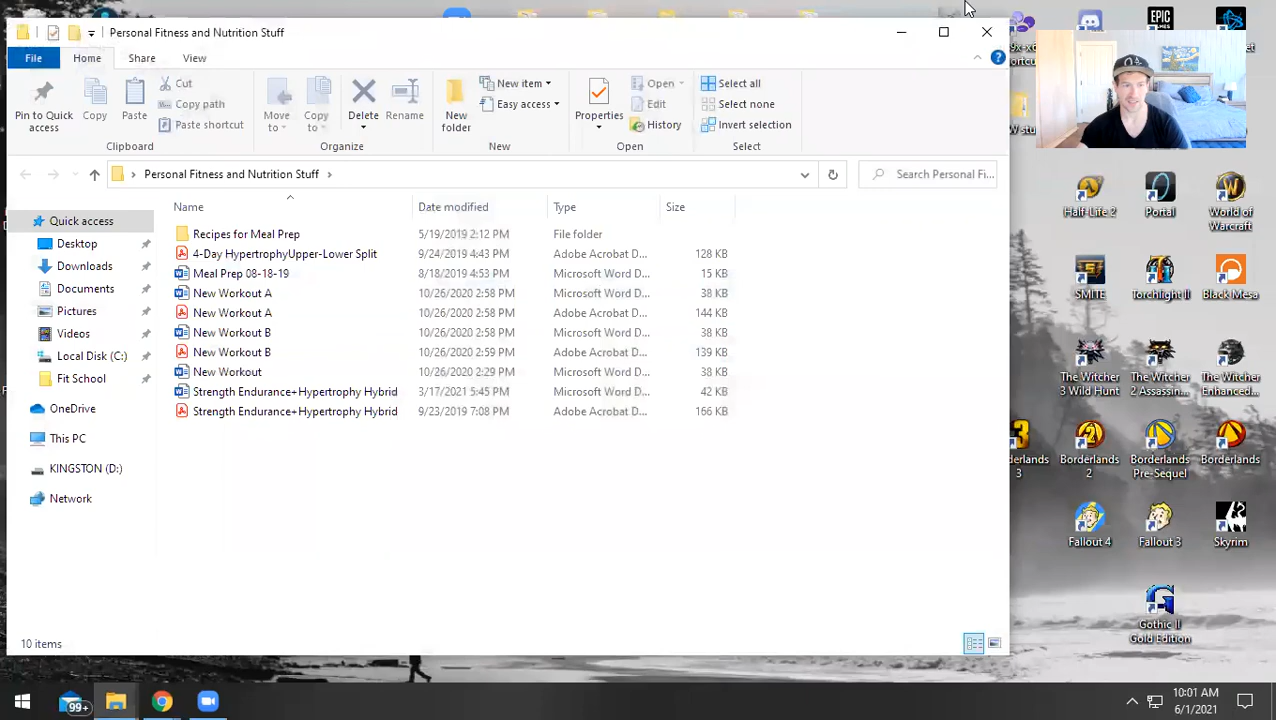 Personal Fitness and Nutrition Stuff
File Home Share View
Pin to Quick access
Copy
Paste
Cut
Copy path
Paste shortcut
Clipboard
Move to
Copy to
Delete
Rename
Organize
New folder
New item
Easy access
New
Properties
Open
Edit
History
Open
Select all
Select none
Invert selection
Select
Personal Fitness and Nutrition Stuff
Search Personal Fi...
Name Date modified Type Size
Recipes for Meal Prep 5/19/2019 2:12 PM File folder
4-Day HypertrophyUpper-Lower Split 9/24/2019 4:43 PM Adobe Acrobat D... 128 KB
Meal Prep 08-18-19 8/18/2019 4:53 PM Microsoft Word D... 15 KB
New Workout A 10/26/2020 2:58 PM Microsoft Word D... 38 KB
New Workout A 10/26/2020 2:58 PM Adobe Acrobat D... 144 KB
New Workout B 10/26/2020 2:58 PM Microsoft Word D... 38 KB
New Workout B 10/26/2020 2:59 PM Adobe Acrobat D... 139 KB
New Workout 10/26/2020 2:29 PM Microsoft Word D... 38 KB
Strength Endurance+Hypertrophy Hybrid 3/17/2021 5:45 PM Microsoft Word D... 42 KB
Strength Endurance+Hypertrophy Hybrid 9/23/2019 7:08 PM Adobe Acrobat D... 166 KB
Quick access
Desktop
Downloads
Documents
Pictures
Videos
Local Disk (C:)
Fit School
OneDrive
This PC
KINGSTON (D:)
Network
10 items
EPIC
GAMES
Half-Life 2
Portal
World of
Warcraft
SMITE
Torchlight II
Black Mesa
The Witcher
3 Wild Hunt
The Witcher
2 Assassin...
The Witcher
Enhanced...
3
Borderlands
2
Borderlands
Pre-Sequel
Borderlands
Fallout 4
Fallout 3
Skyrim
Gothic II
Gold Edition
99+
10:01 AM
6/1/2021